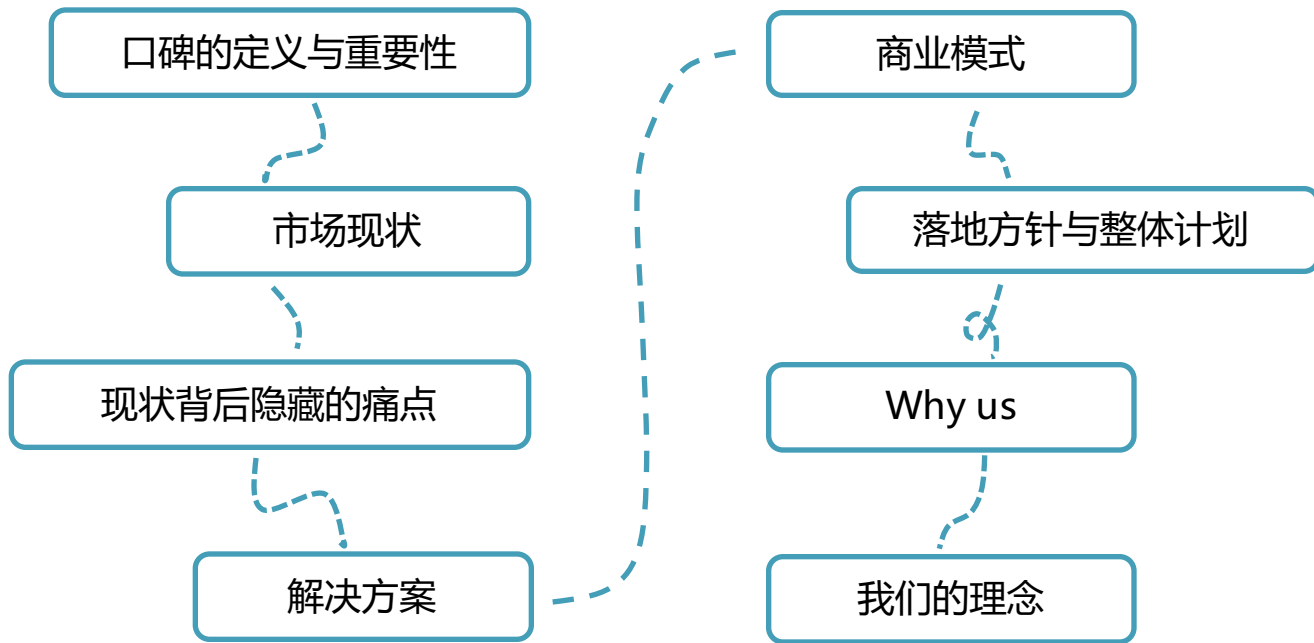 口碑的定义与重要性
市场现状
现状背后隐藏的痛点
解决方案
商业模式
落地方针与整体计划
Why us
我们的理念